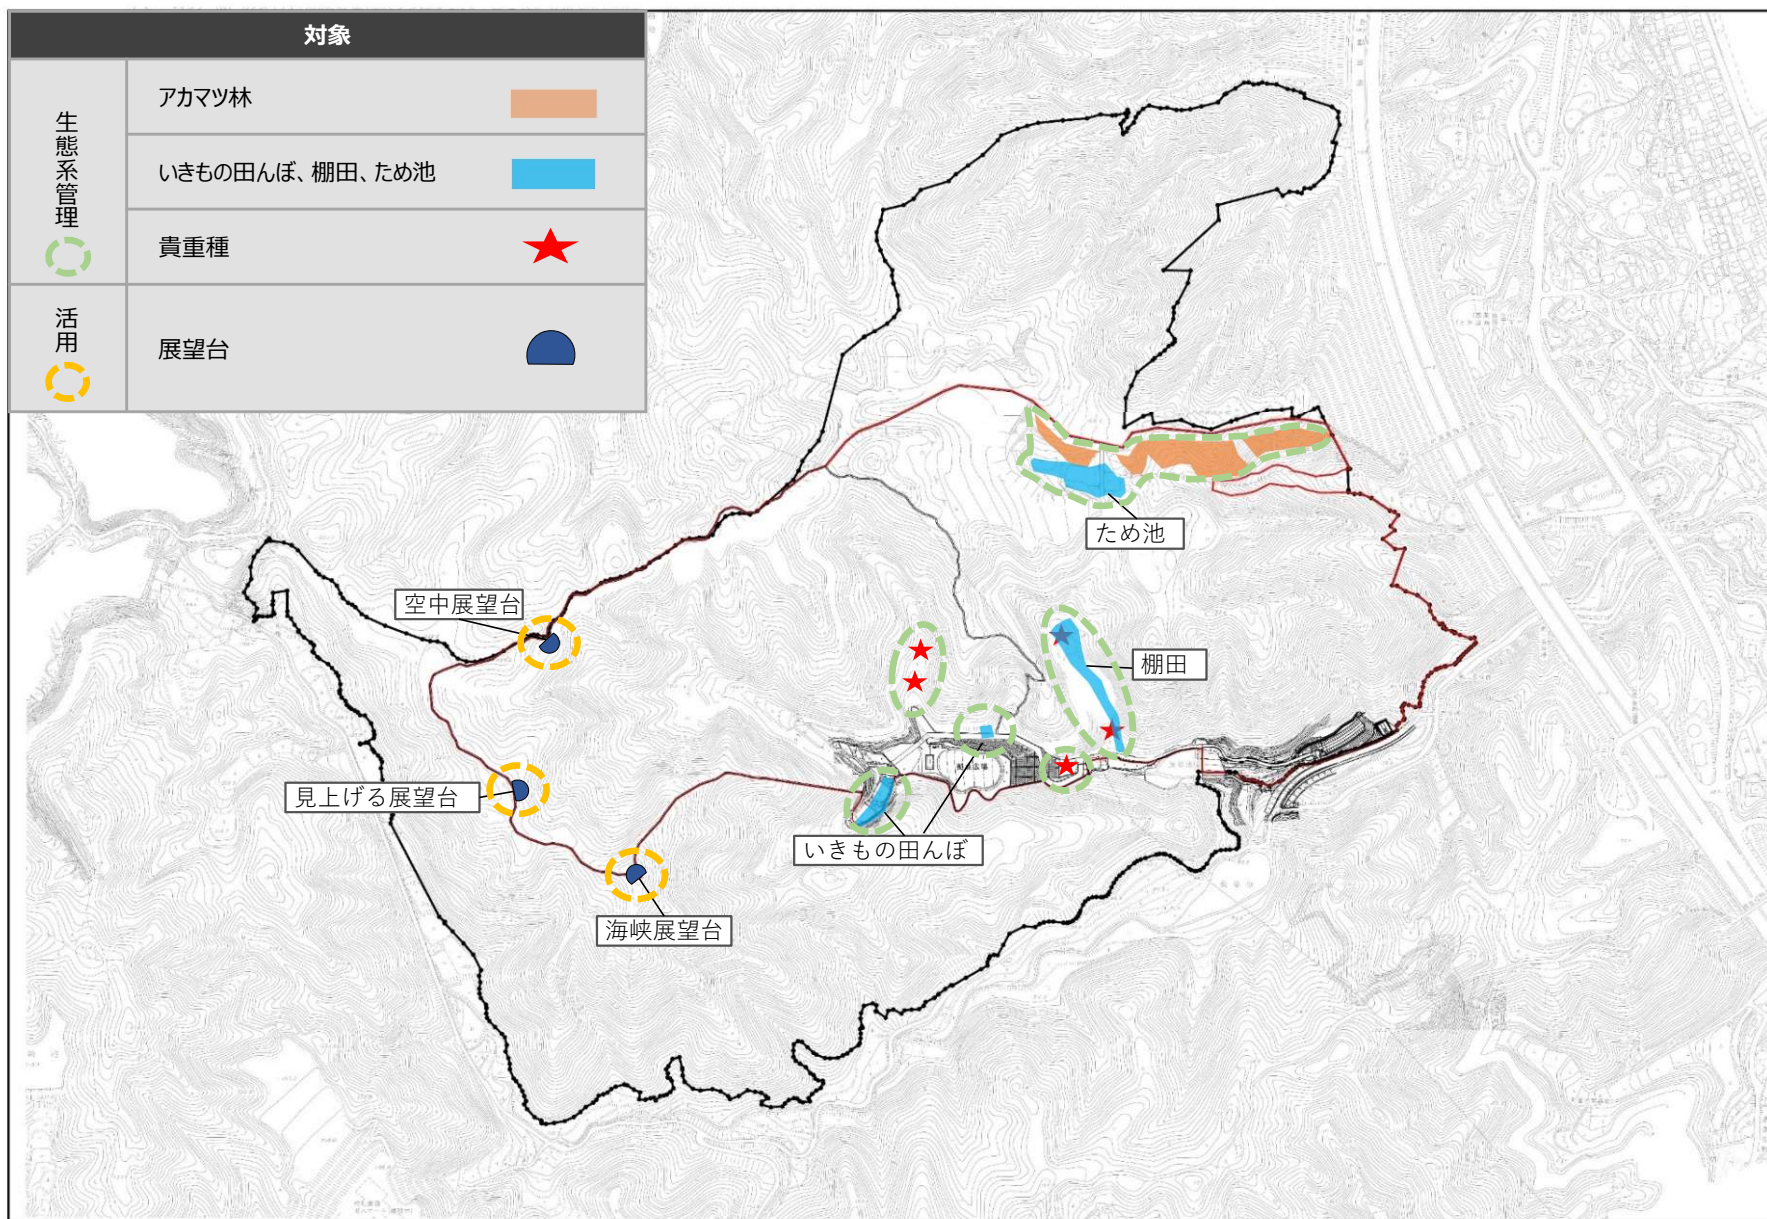 対象
生態系管理
アカマツ林
いきもの田んぼ、棚田、ため池
貴重種
活用
展望台
ため池
空中展望台
棚田
見上げる展望台
いきもの田んぼ
海峡展望台